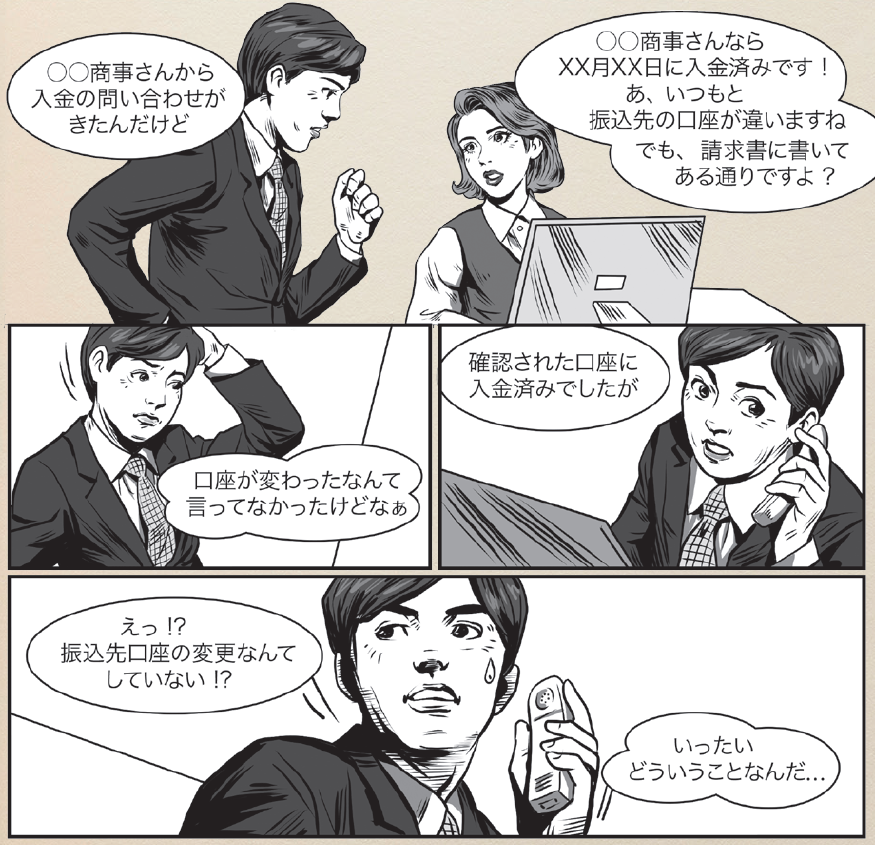 ○○商事さんから
入金の問い合わせが
きたんだけど
○○商事さんなら
XX月XX日に入金済みです！
あ、いつもと
振込先の口座が違いますね
でも、請求書に書いて
ある通りですよ？
口座が変わったなんて
言ってなかったけどなぁ
確認された口座に
入金済みでしたが
えっ !?
振込先口座の変更なんて
していない !?
いったい
どういうことなんだ…